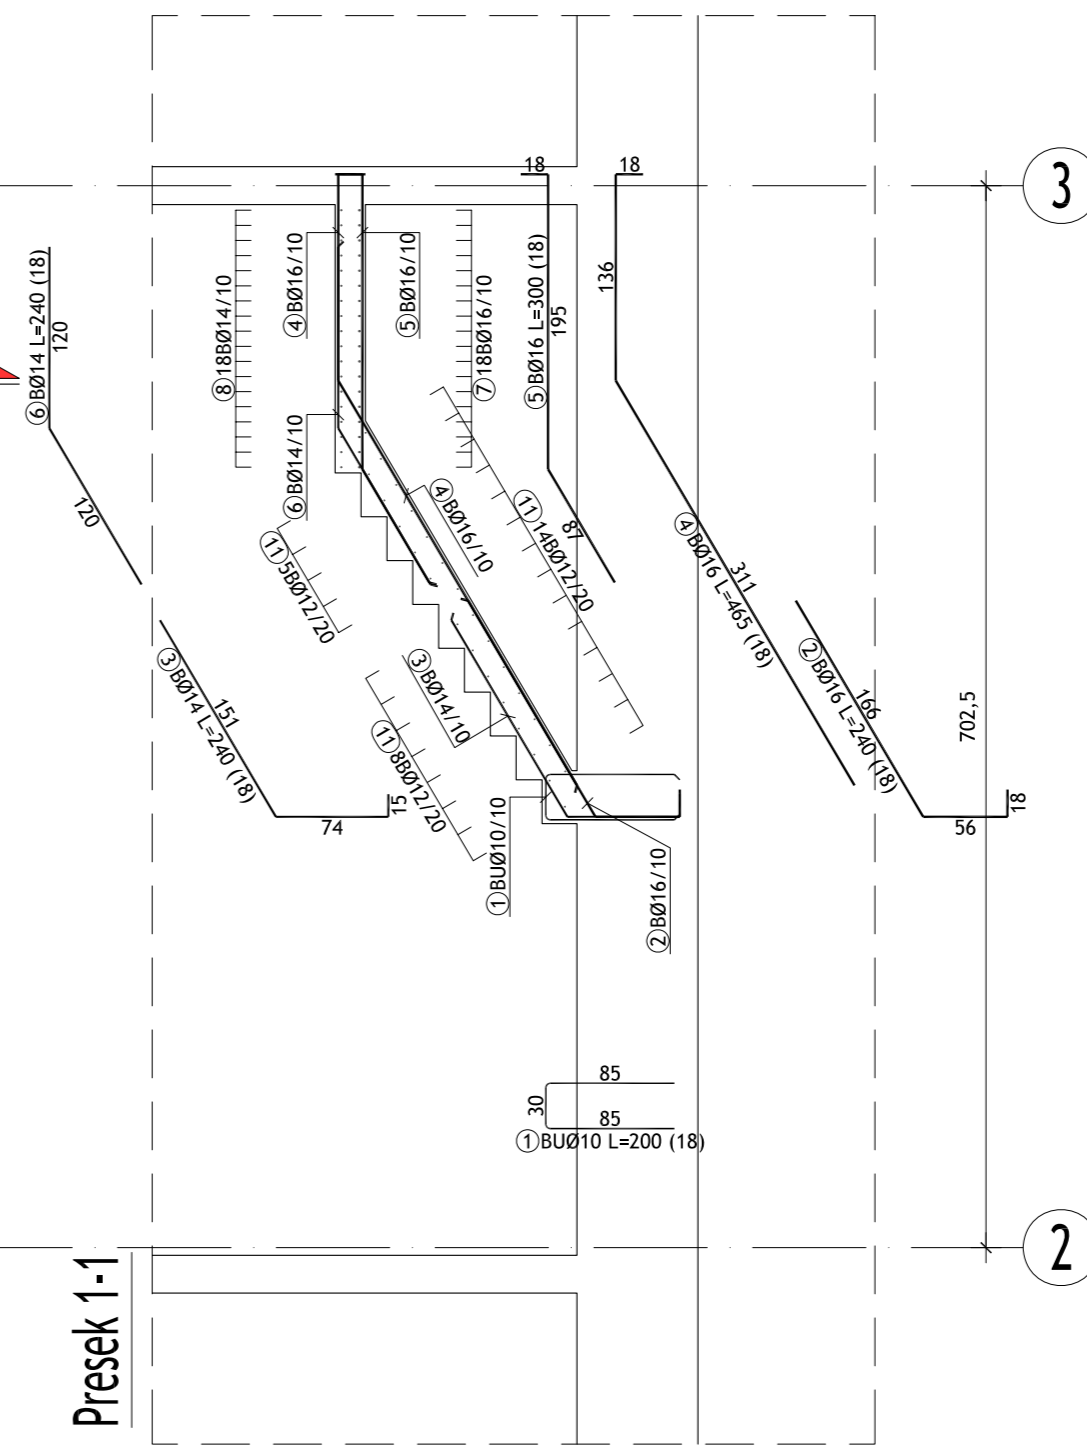 Presek 1-1
⑥BØ14 L=240 (18)
120
120
③BØ14 L=240 (18)
151
74
15
⑧18BØ14/10
④BØ16/10
⑤BØ16/10
⑦18BØ16/10
⑥BØ14/10
⑪5BØ12/20
④BØ16/10
⑪14BØ12/20
③BØ14/10
⑪8BØ12/20
①BUØ10/10
②BØ16/10
18
⑤BØ16 L=300 (18)
195
87
18
136
④BØ16 L=465 (18)
311
②BØ16 L=240 (18)
166
56
18
85
30
85
①BUØ10 L=200 (18)
702,5
3
2